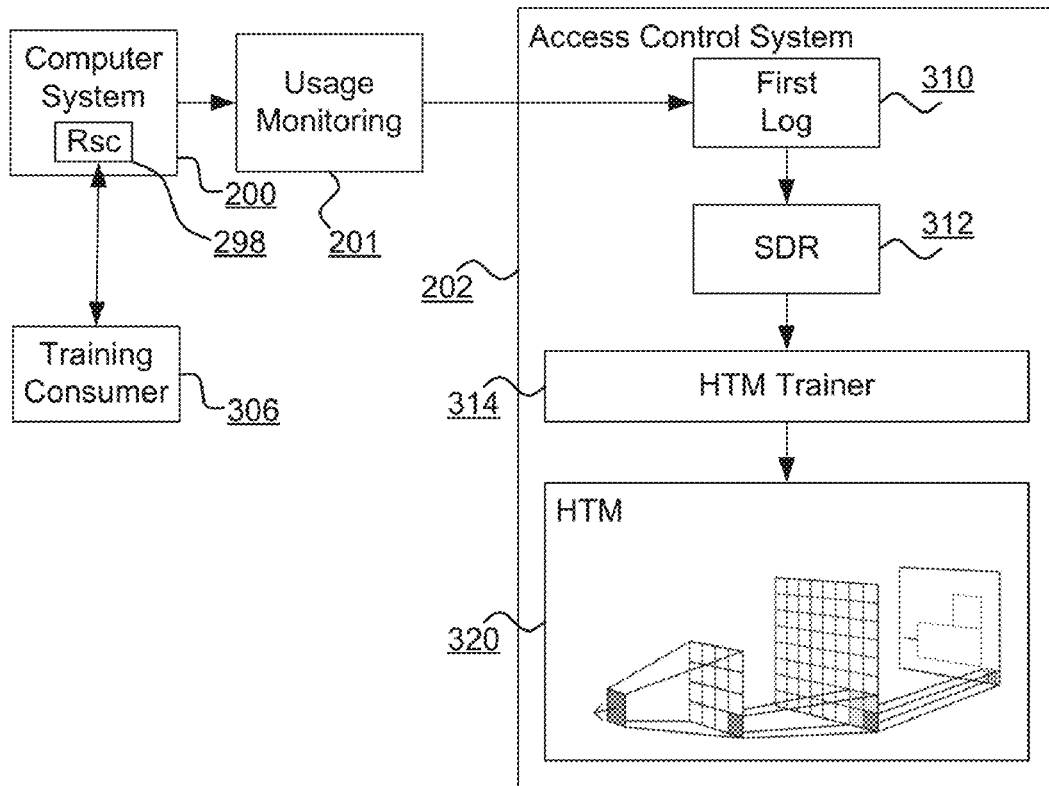 Computer
System
Rsc
200
298
Usage
Monitoring
201
Training
Consumer
306
Access Control System
202
First
Log
310
SDR
312
HTM Trainer
314
HTM
320